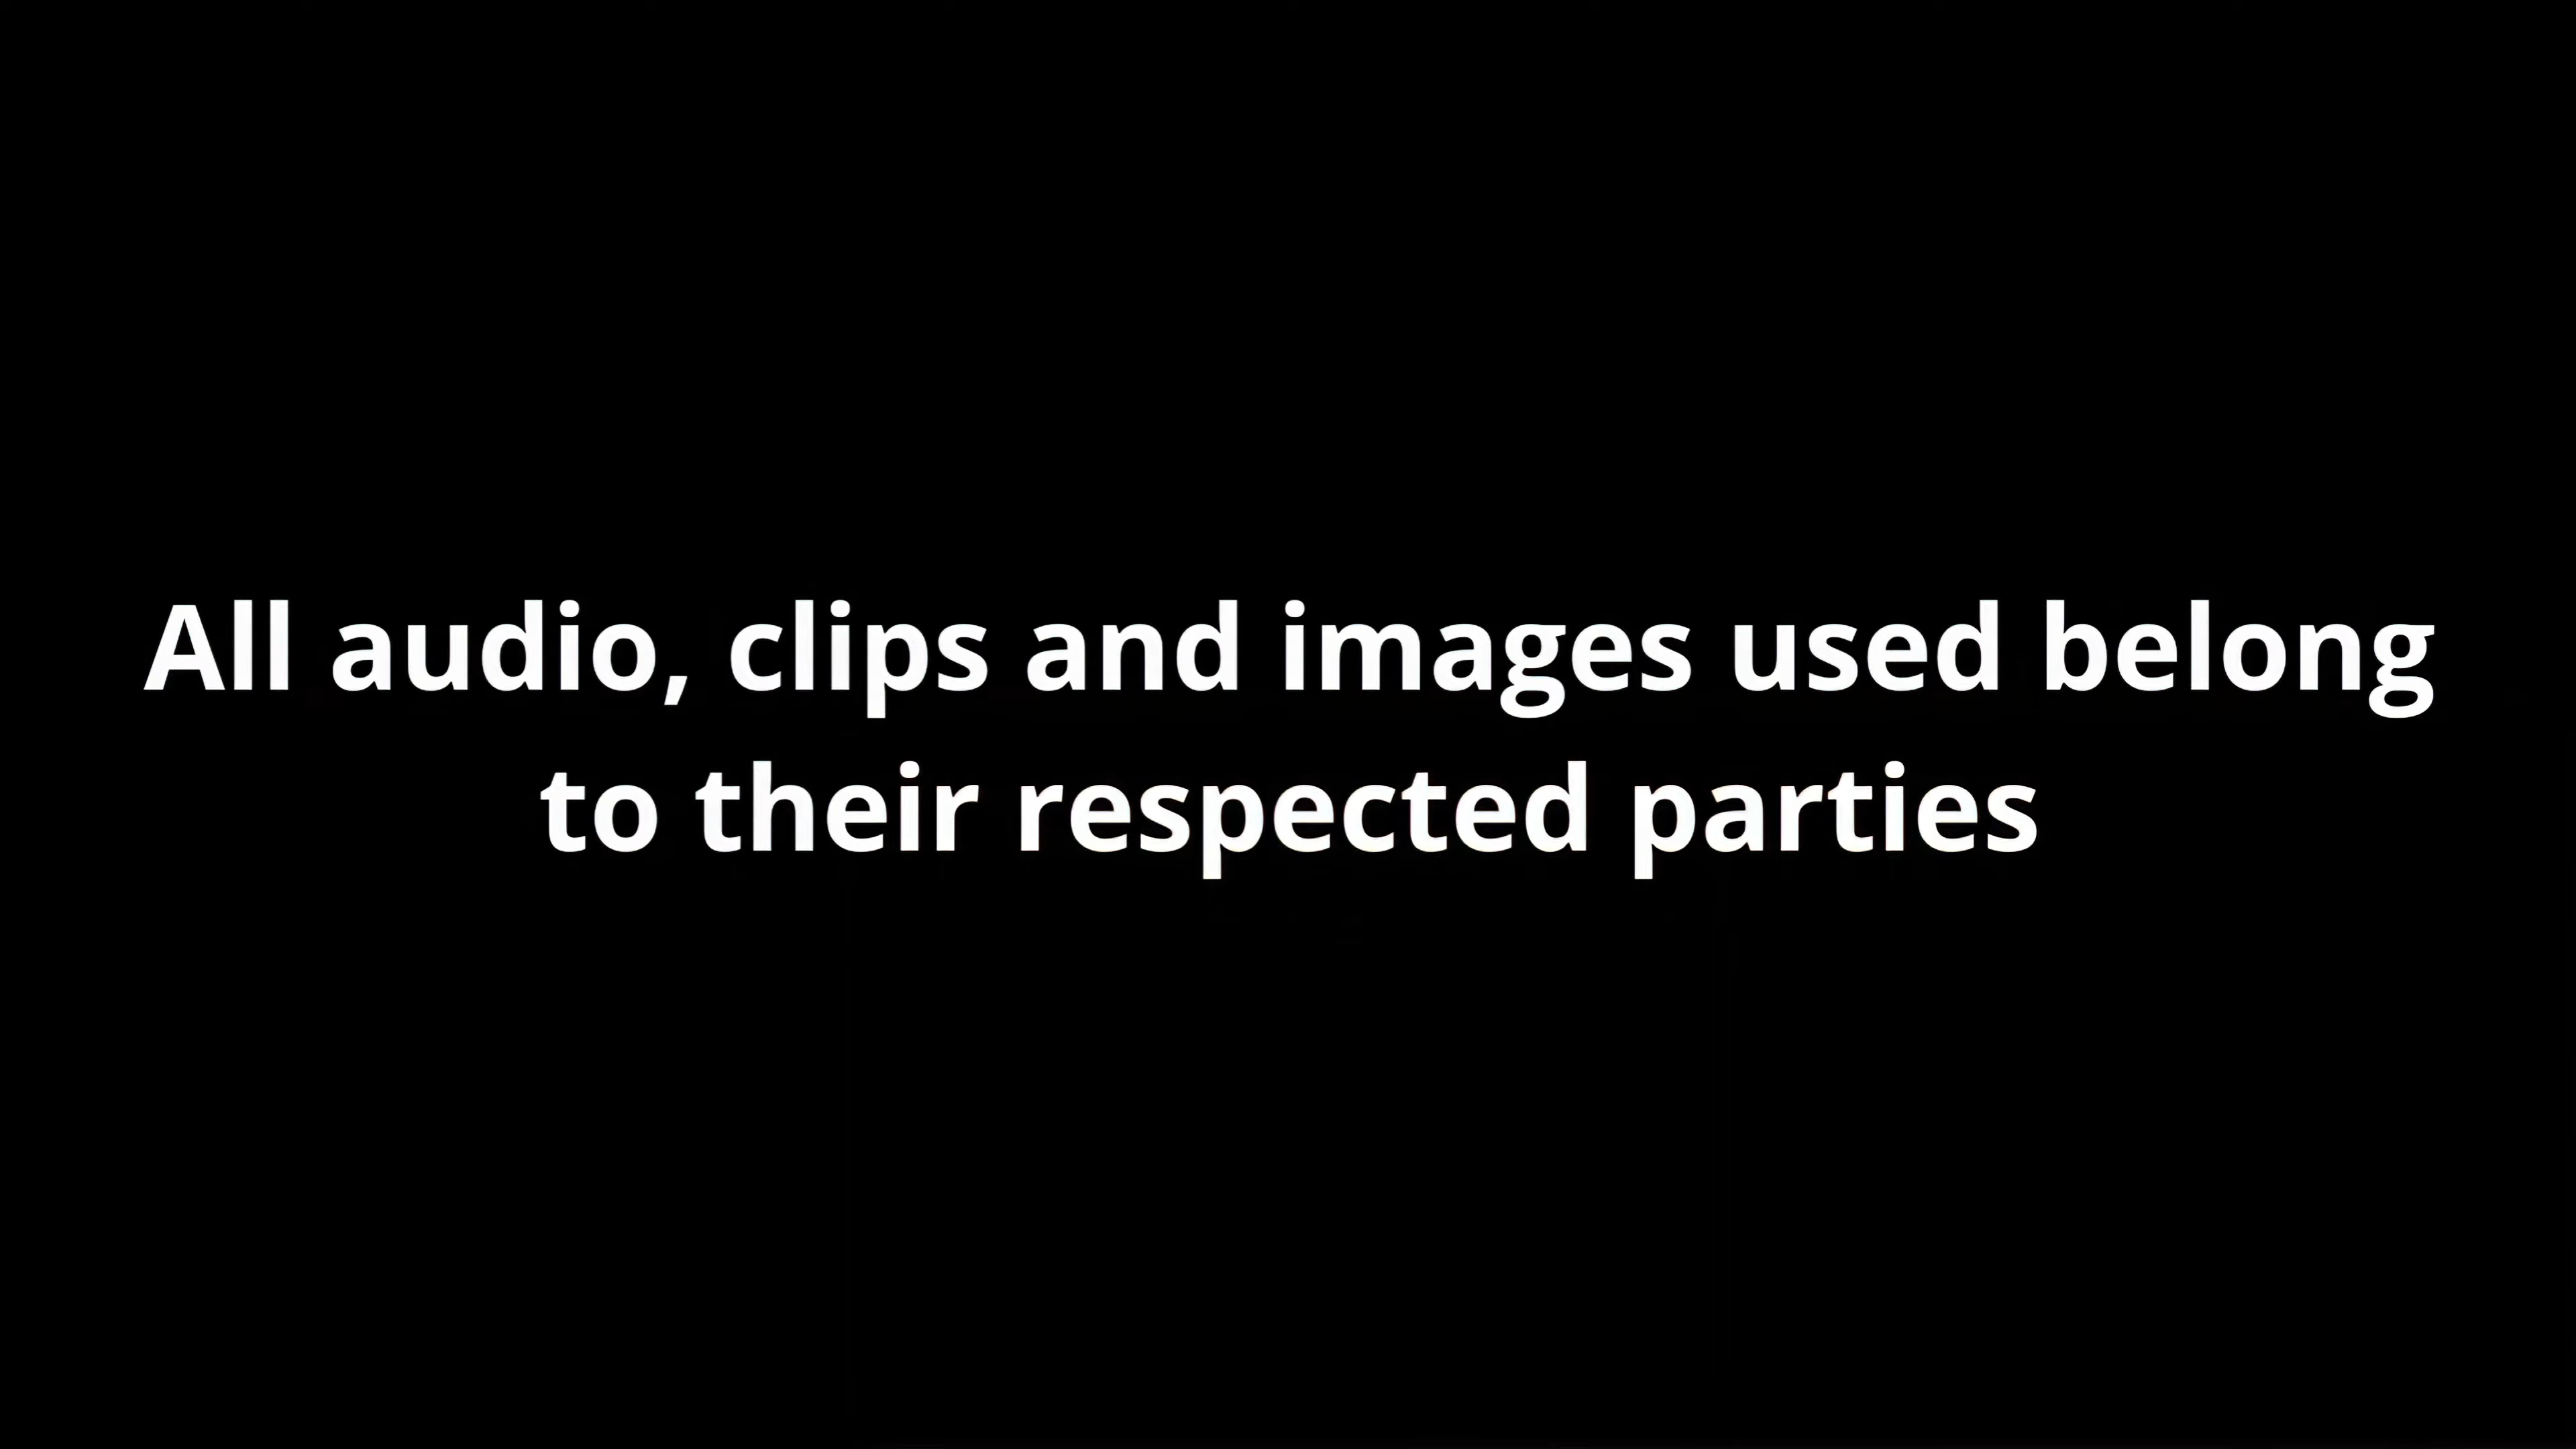 All audio, clips and images used belong
to their respected parties